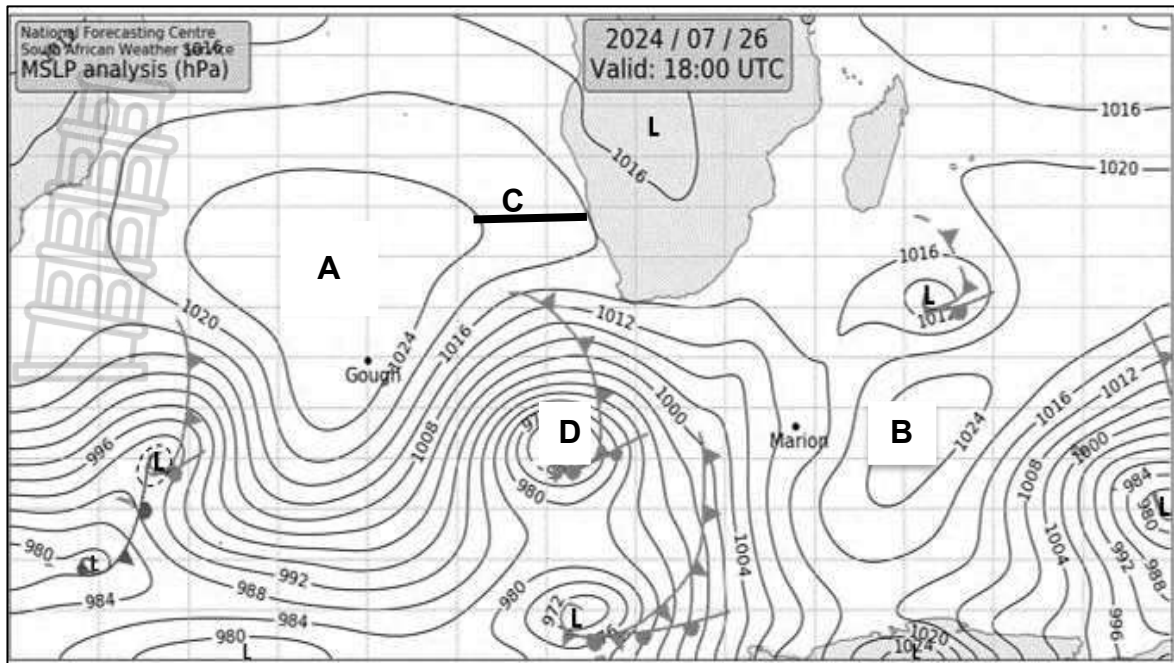 National Forecasting Centre
South African Weather Service
MSLP analysis (hPa)
1016
2024 / 07 / 26
Valid: 18:00 UTC
1016
L
1016
1020
C
A
1016
L
1012
1020
1024
1016
1012
1012
Gough
1000
1016
1008
D
B
1024
Marion
996
L
1000
1008
984
980
980
L
980
L
1004
1004
992
992
988
988
984
980
972
L
984
996
980
L
1020
1024
L